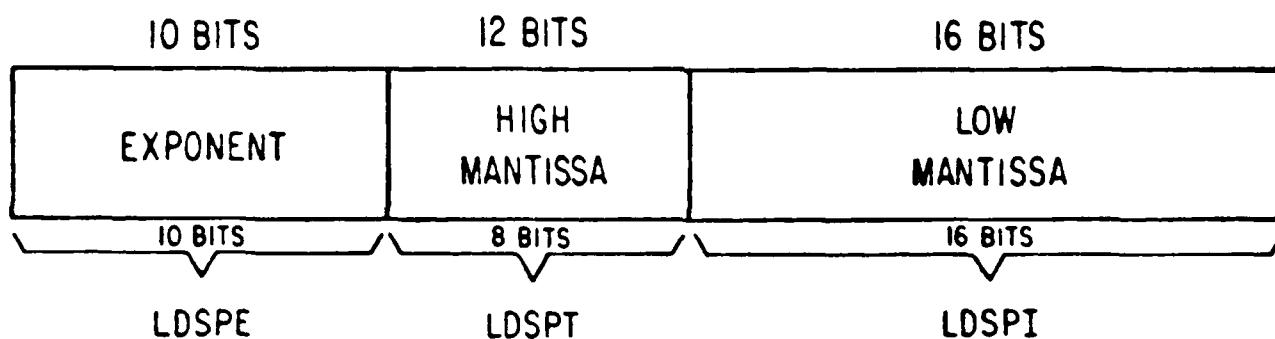 10 BITS 12 BITS 16 BITS
EXPONENT
HIGH
MANTISSA
LOW
MANTISSA
10 BITS 8 BITS 16 BITS
LDSPE LDSPT LDSPI